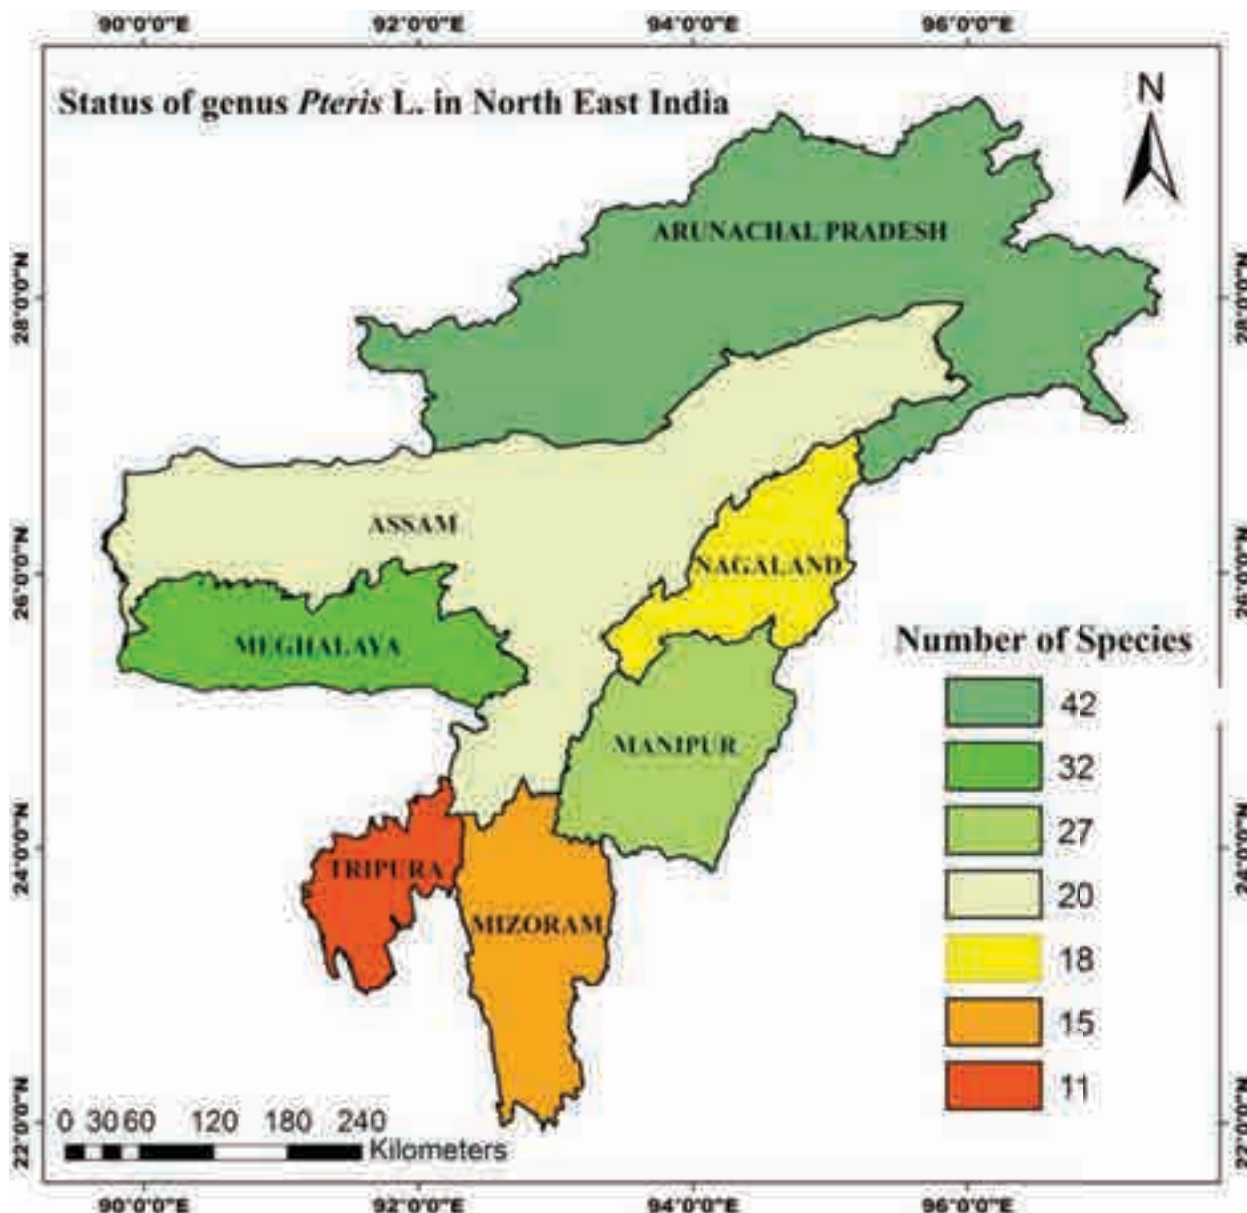 90°0'0"E 92°0'0"E 94°0'0"E 96°0'0"E
Status of genus Pteris L. in North East India
N
ARUNACHAL PRADESH
28°0'0"N 28°0'0"N
ASSAM
NAGALAND
26°0'0"N 26°0'0"N
MEGHALAYA
Number of Species
42
MANIPUR
32
27
24°0'0"N 24°0'0"N
TRIPURA
20
MIZORAM
18
15
11
22°0'0"N 22°0'0"N
0 30 60 120 180 240
Kilometers
90°0'0"E 92°0'0"E 94°0'0"E 96°0'0"E